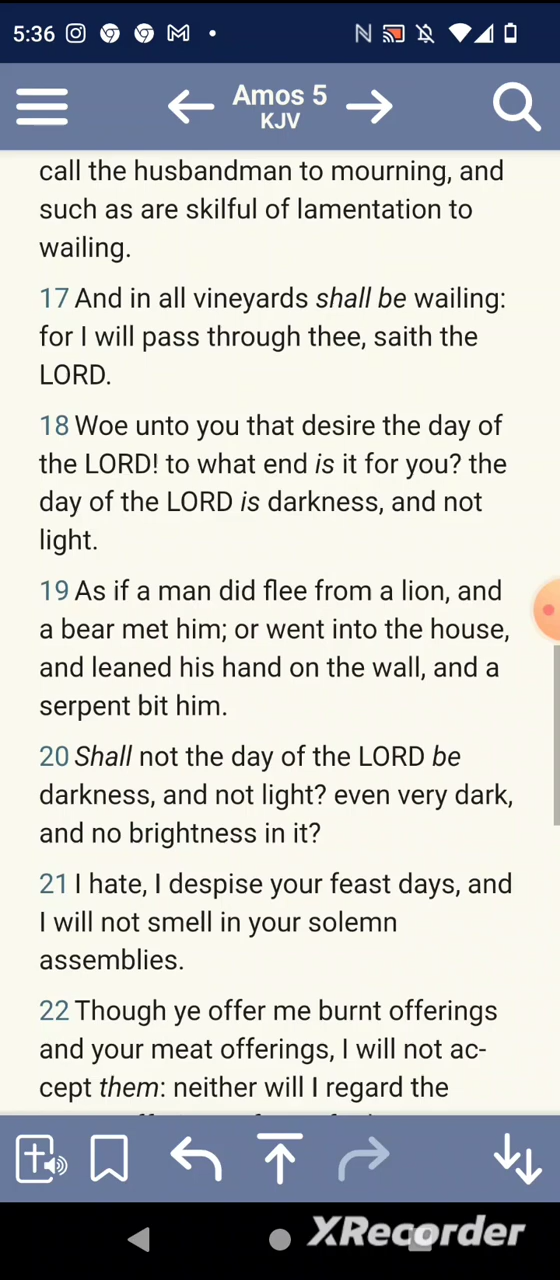 5:36
Amos 5
KJV
call the husbandman to mourning, and
such as are skilful of lamentation to
wailing.
17 And in all vineyards shall be wailing:
for I will pass through thee, saith the
LORD.
18 Woe unto you that desire the day of
the LORD! to what end is it for you? the
day of the LORD is darkness, and not
light.
19 As if a man did flee from a lion, and
a bear met him; or went into the house,
and leaned his hand on the wall, and a
serpent bit him.
20 Shall not the day of the LORD be
darkness, and not light? even very dark,
and no brightness in it?
21 I hate, I despise your feast days, and
I will not smell in your solemn
assemblies.
22 Though ye offer me burnt offerings
and your meat offerings, I will not ac-
cept them: neither will I regard the
XRecorder